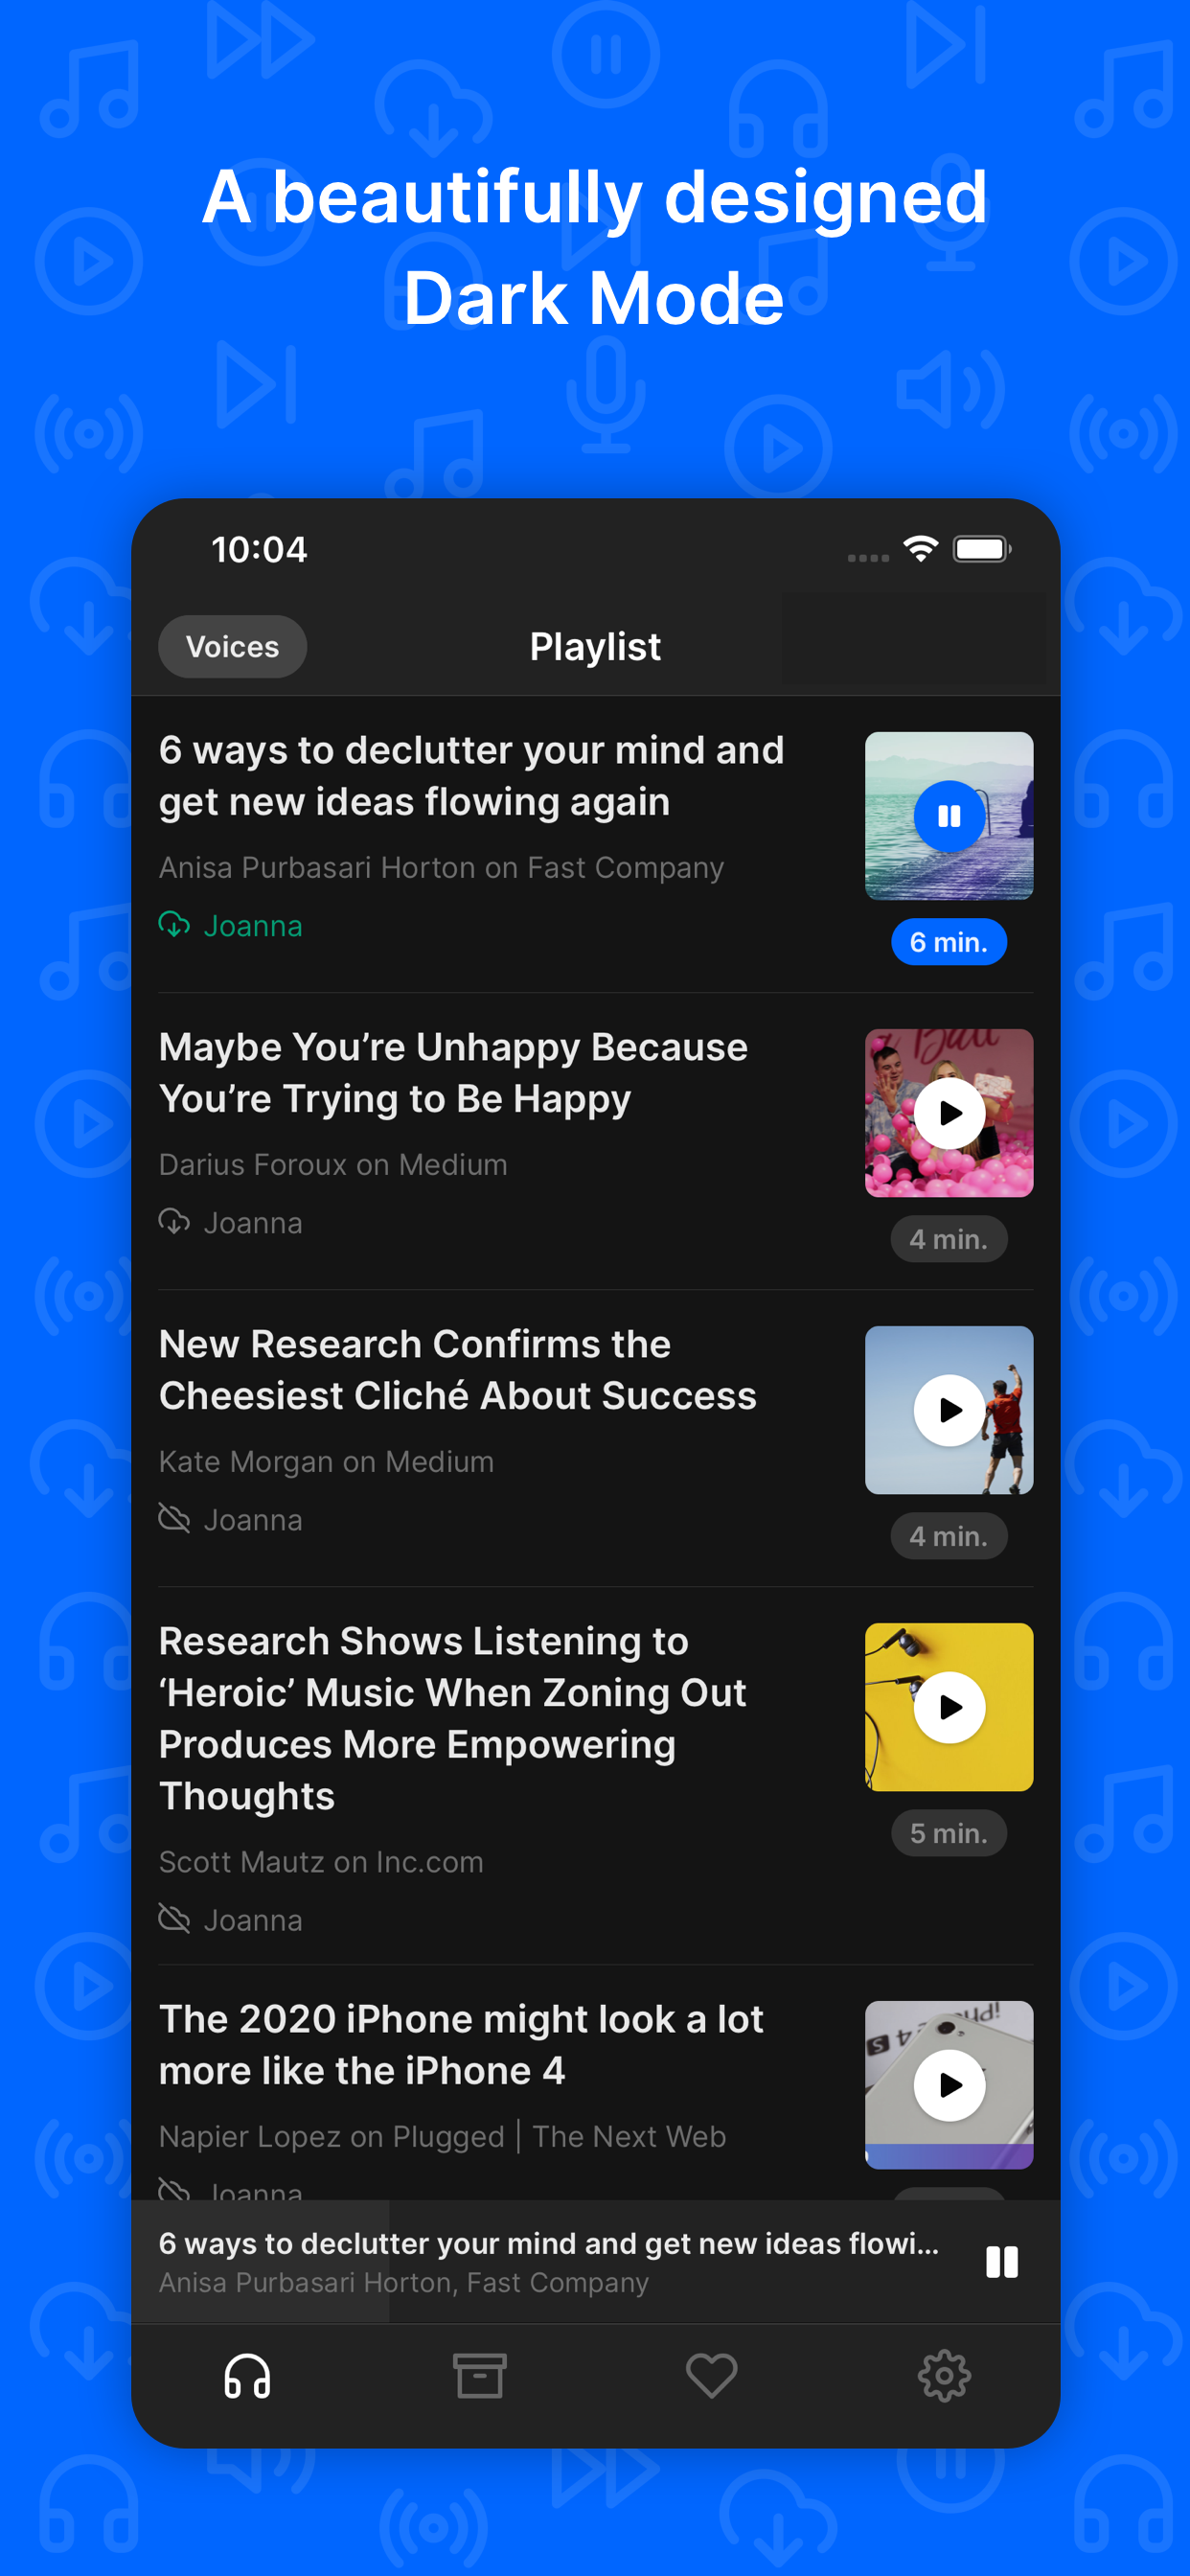 A beautifully designed
Dark Mode
10:04
Voices
Playlist
6 ways to declutter your mind and
get new ideas flowing again
Anisa Purbasari Horton on Fast Company
Joanna
6 min.
Maybe You’re Unhappy Because
You’re Trying to Be Happy
Darius Foroux on Medium
Joanna
4 min.
New Research Confirms the
Cheesiest Cliché About Success
Kate Morgan on Medium
Joanna
4 min.
Research Shows Listening to
‘Heroic’ Music When Zoning Out
Produces More Empowering
Thoughts
Scott Mautz on Inc.com
Joanna
5 min.
The 2020 iPhone might look a lot
more like the iPhone 4
Napier Lopez on Plugged | The Next Web
Joanna
6 ways to declutter your mind and get new ideas flowi...
Anisa Purbasari Horton, Fast Company